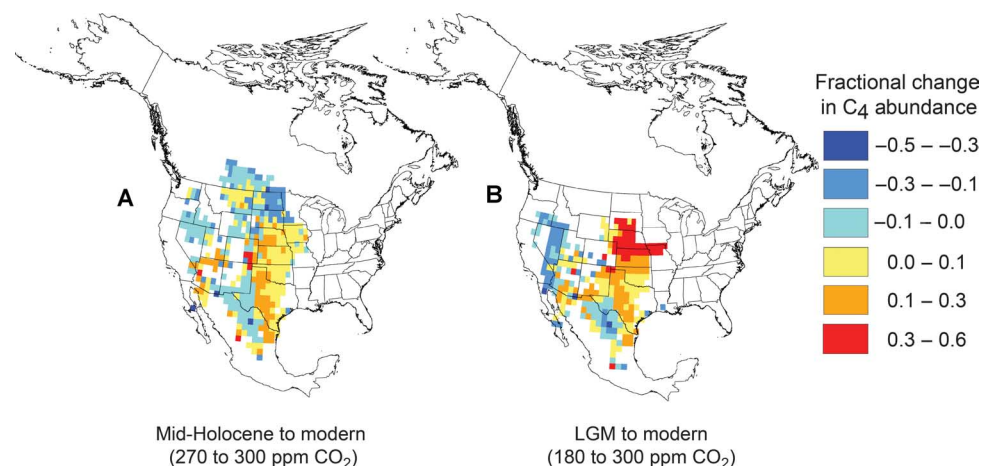 Fractional change
in C₄ abundance
−0.5 – −0.3
−0.3 – −0.1
−0.1 – 0.0
0.0 – 0.1
0.1 – 0.3
0.3 – 0.6
A
B
Mid-Holocene to modern
(270 to 300 ppm CO₂)
LGM to modern
(180 to 300 ppm CO₂)